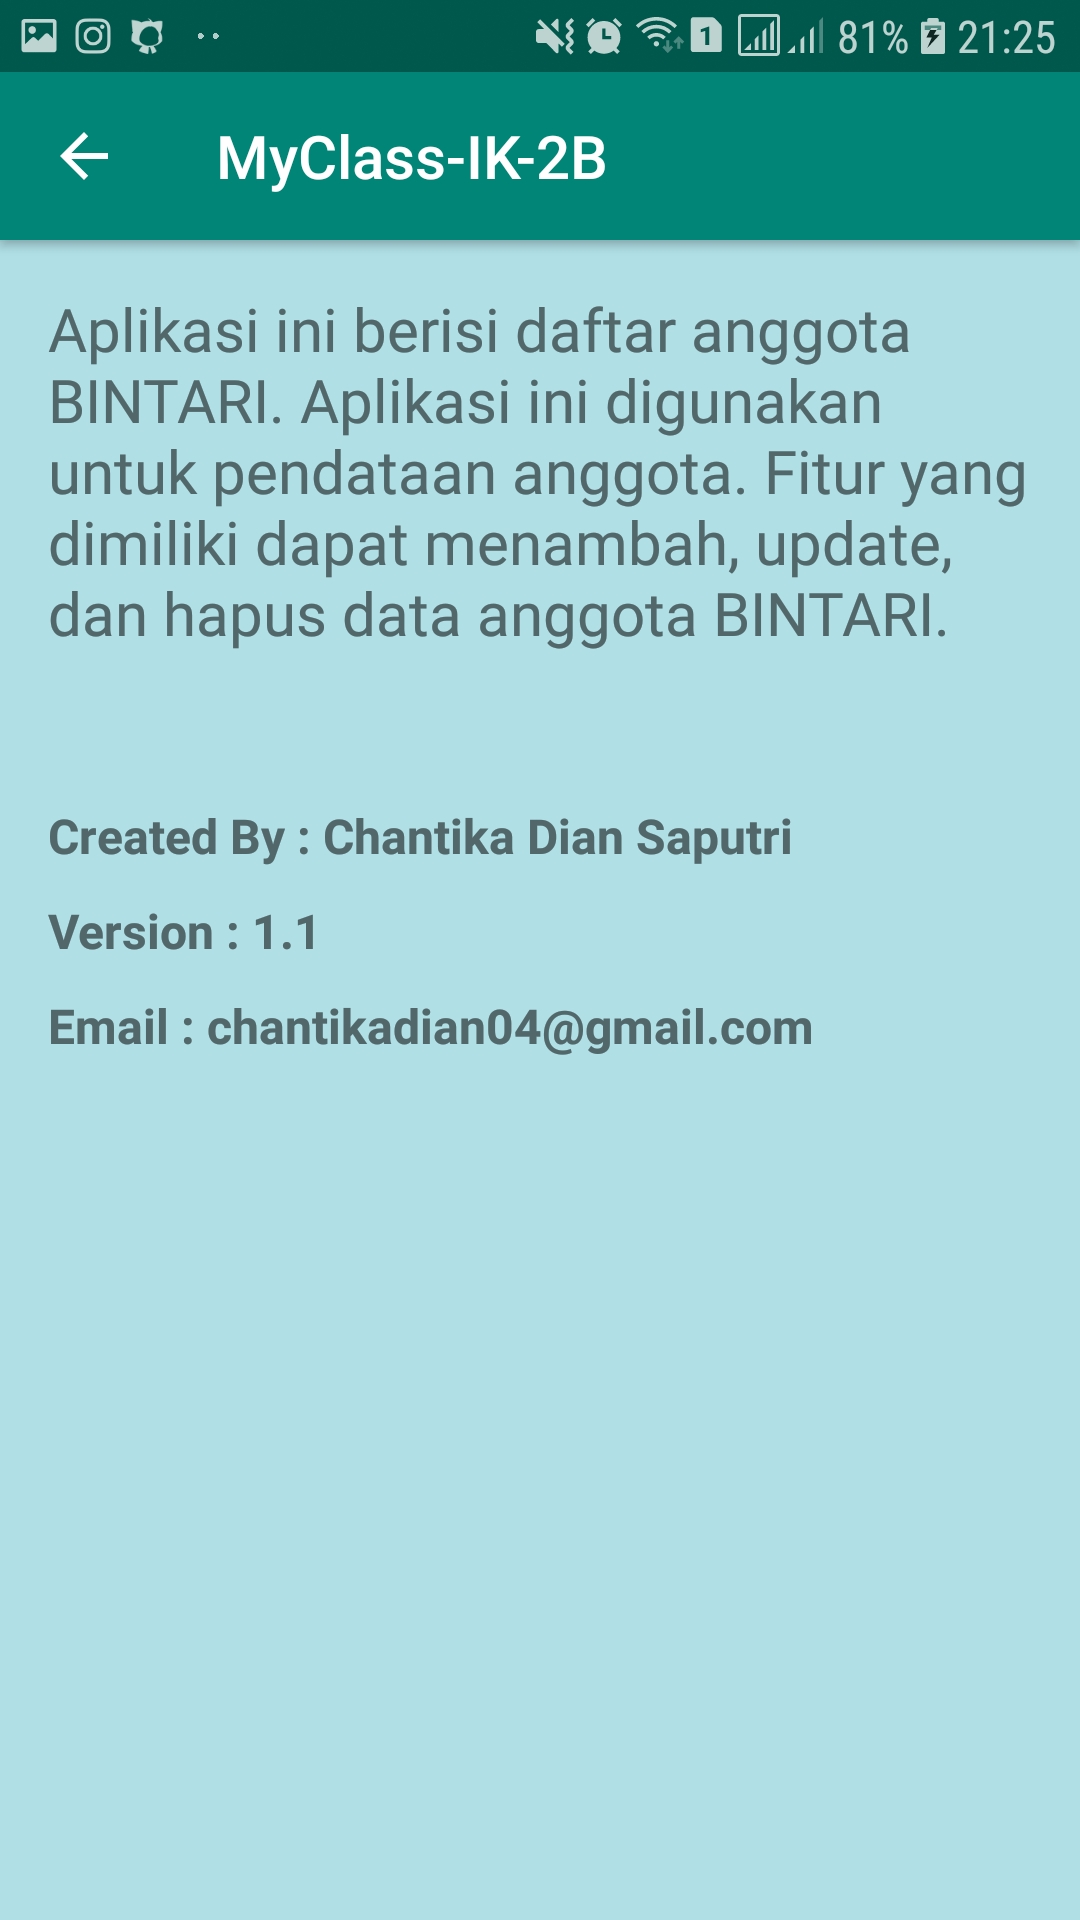 1 81% 21:25
MyClass-IK-2B
Aplikasi ini berisi daftar anggota
BINTARI. Aplikasi ini digunakan
untuk pendataan anggota. Fitur yang
dimiliki dapat menambah, update,
dan hapus data anggota BINTARI.
Created By : Chantika Dian Saputri
Version : 1.1
Email : chantikadian04@gmail.com